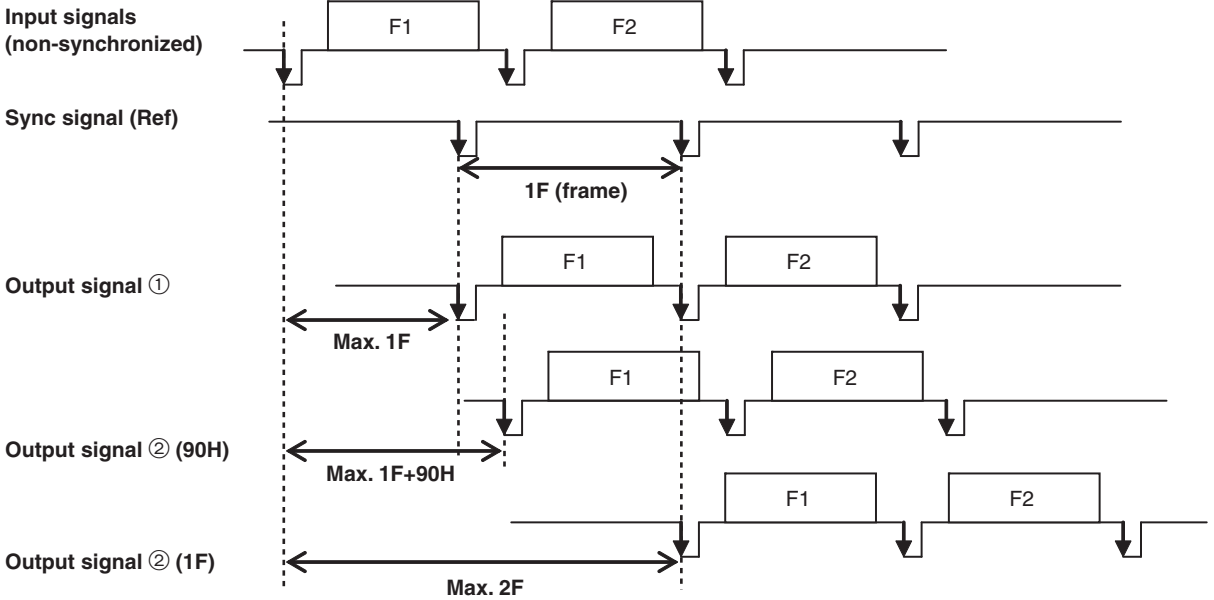 Input signals
(non-synchronized)
F1
F2
Sync signal (Ref)
1F (frame)
F1
F2
Output signal ①
Max. 1F
F1
F2
Output signal ② (90H)
Max. 1F+90H
F1
F2
Output signal ② (1F)
Max. 2F